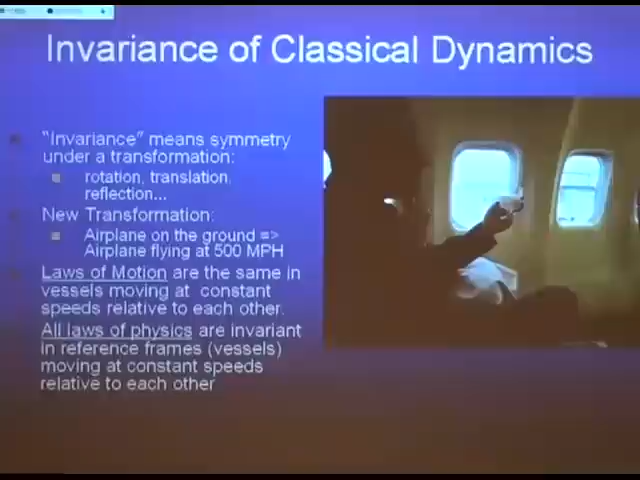 Invariance of Classical Dynamics
"Invariance" means symmetry
under a transformation:
rotation, translation,
reflection...
New Transformation:
Airplane on the ground =>
Airplane flying at 500 MPH
Laws of Motion are the same in
vessels moving at constant
speeds relative to each other.
All laws of physics are invariant
in reference frames (vessels)
moving at constant speeds
relative to each other